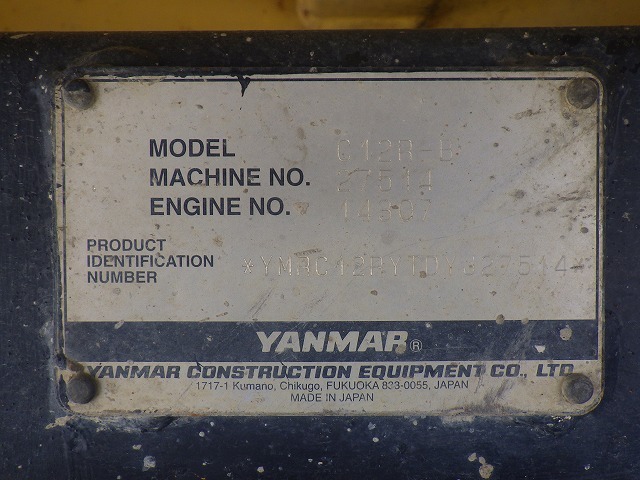 MODEL C12R-B
MACHINE NO. 27514
ENGINE NO. 14907
PRODUCT
IDENTIFICATION
NUMBER
YANMAR®
YANMAR CONSTRUCTION EQUIPMENT CO., LTD.
1717-1 Kumano, Chikugo, FUKUOKA 833-0055, JAPAN
MADE IN JAPAN